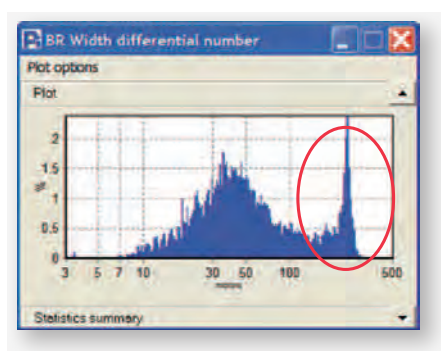 BR Width differential number
Plot options
Plot
2
1.5
1
0.5
0
%
3 5 7 10 30 50 100 500
microns
Statistics summary